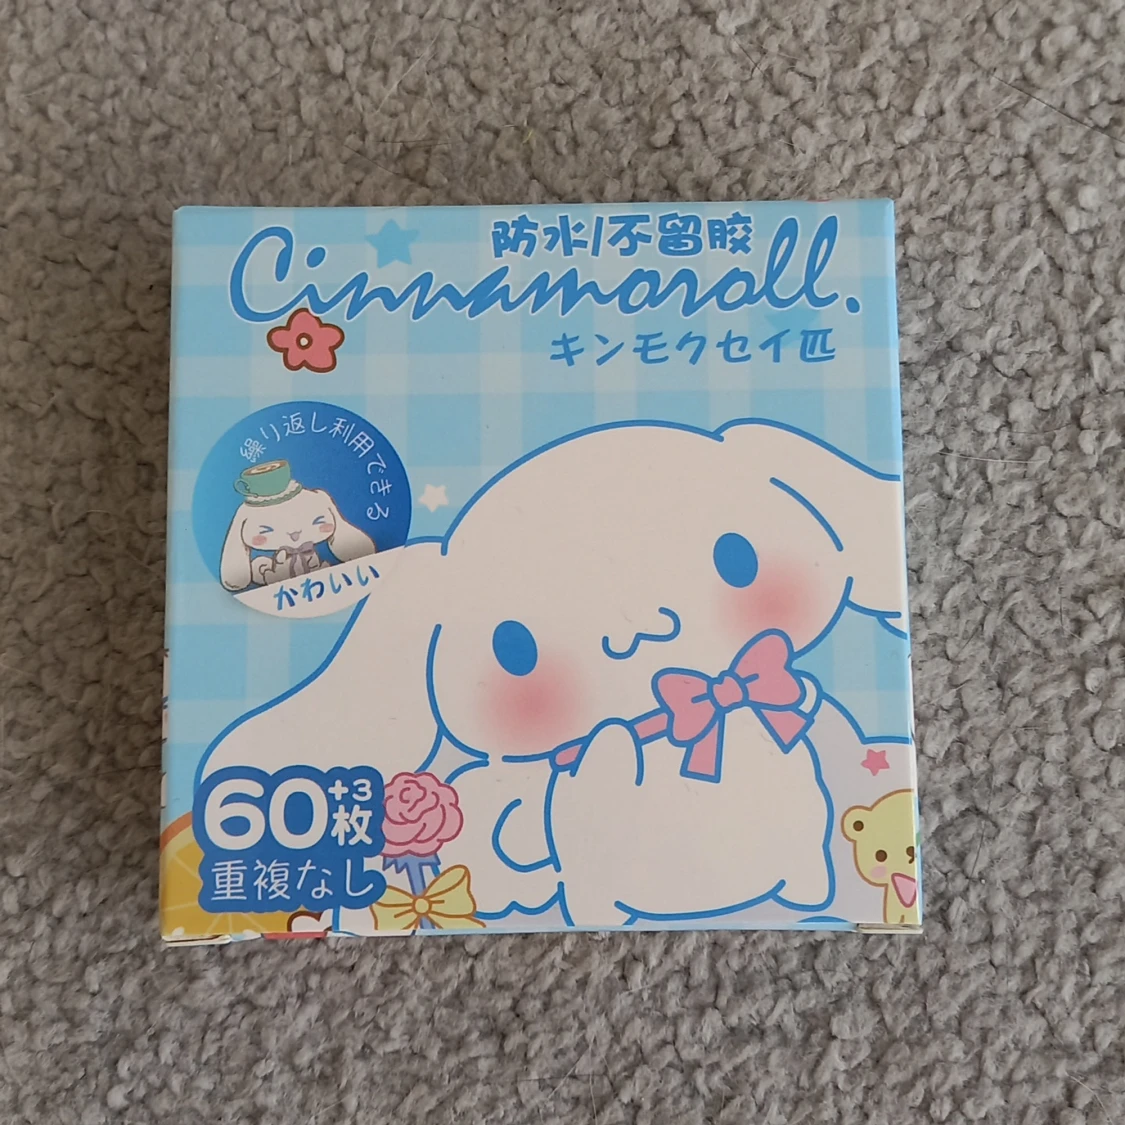 防水/不留胶
Cinnamoroll.
キンモクセイ匹
繰り返し利用できる
かわいい
60+3枚
重複なし